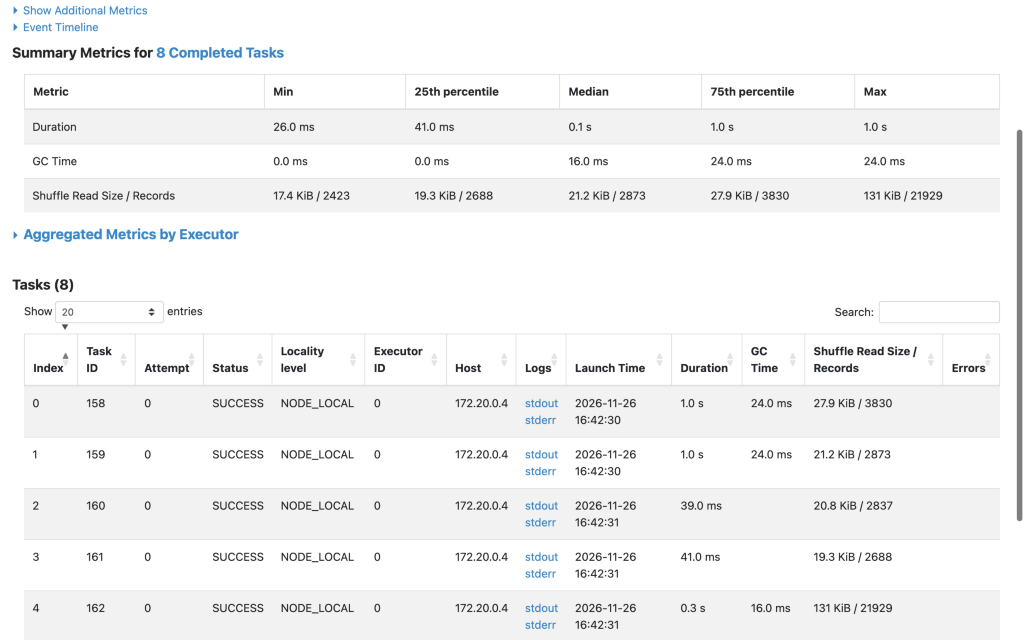 Show Additional Metrics
Event Timeline
Summary Metrics for 8 Completed Tasks
Metric Min 25th percentile Median 75th percentile Max
Duration 26.0 ms 41.0 ms 0.1 s 1.0 s 1.0 s
GC Time 0.0 ms 0.0 ms 16.0 ms 24.0 ms 24.0 ms
Shuffle Read Size / Records 17.4 KiB / 2423 19.3 KiB / 2688 21.2 KiB / 2873 27.9 KiB / 3830 131 KiB / 21929
Aggregated Metrics by Executor
Tasks (8)
Show 20 entries Search:
Index Task ID Attempt Status Locality level Executor ID Host Logs Launch Time Duration GC Time Shuffle Read Size / Records Errors
0 158 0 SUCCESS NODE_LOCAL 0 172.20.0.4 stdout 2026-11-26 1.0 s 24.0 ms 27.9 KiB / 3830
stderr 16:42:30
1 159 0 SUCCESS NODE_LOCAL 0 172.20.0.4 stdout 2026-11-26 1.0 s 24.0 ms 21.2 KiB / 2873
stderr 16:42:30
2 160 0 SUCCESS NODE_LOCAL 0 172.20.0.4 stdout 2026-11-26 39.0 ms 20.8 KiB / 2837
stderr 16:42:31
3 161 0 SUCCESS NODE_LOCAL 0 172.20.0.4 stdout 2026-11-26 41.0 ms 19.3 KiB / 2688
stderr 16:42:31
4 162 0 SUCCESS NODE_LOCAL 0 172.20.0.4 stdout 2026-11-26 0.3 s 16.0 ms 131 KiB / 21929
stderr 16:42:31